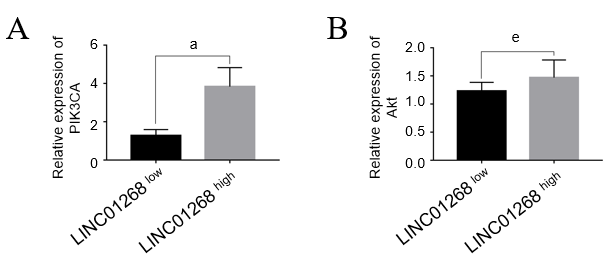 A
Relative expression of
PIK3CA
6
4
2
0
a
LINC01268 low
LINC01268 high
B
Relative expression of
Akt
2.0
1.5
1.0
0.5
0.0
e
LINC01268 low
LINC01268 high